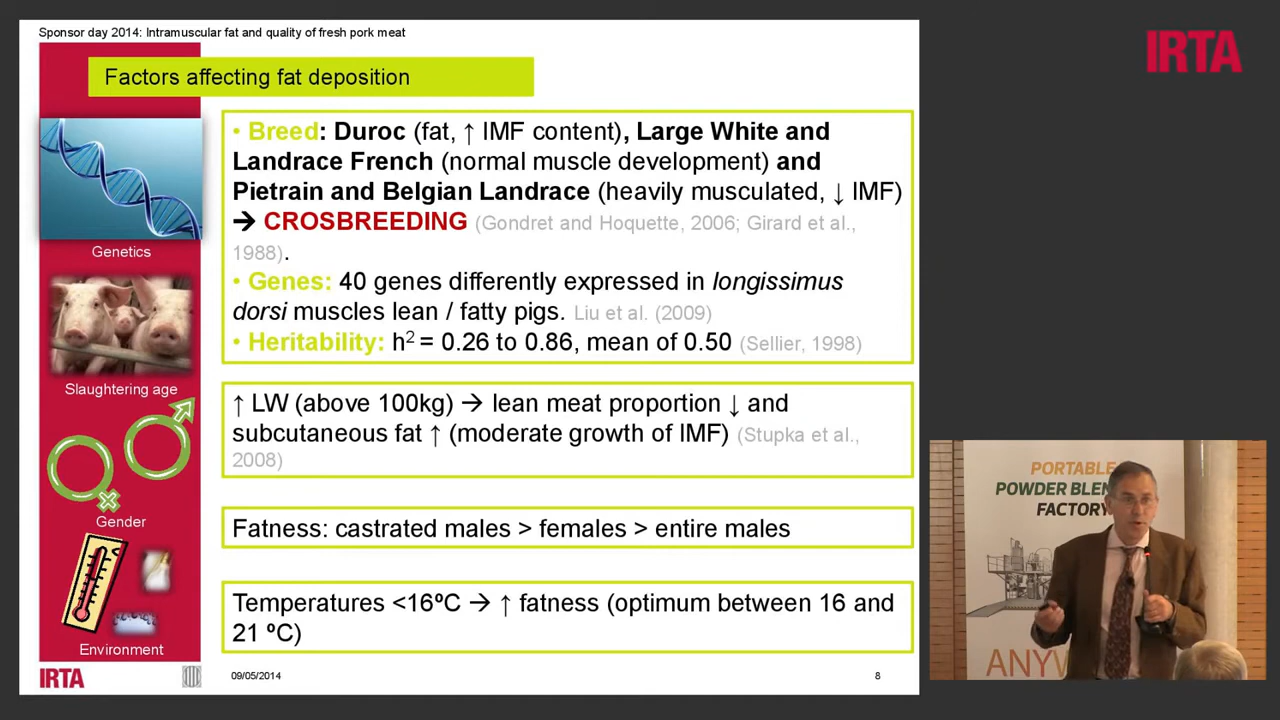 Sponsor day 2014: Intramuscular fat and quality of fresh pork meat
IRTA
Factors affecting fat deposition
• Breed: Duroc (fat, ↑ IMF content), Large White and
Landrace French (normal muscle development) and
Pietrain and Belgian Landrace (heavily musculated, ↓ IMF)
→ CROSBREEDING (Gondret and Hoquette, 2006; Girard et al.,
1988).
• Genes: 40 genes differently expressed in longissimus
dorsi muscles lean / fatty pigs. Liu et al. (2009)
• Heritability: h² = 0.26 to 0.86, mean of 0.50 (Sellier, 1998)
Genetics
↑ LW (above 100kg) → lean meat proportion ↓ and
subcutaneous fat ↑ (moderate growth of IMF) (Stupka et al.,
2008)
Slaughtering age
Fatness: castrated males > females > entire males
Gender
Temperatures <16ºC → ↑ fatness (optimum between 16 and
21 ºC)
Environment
IRTA
09/05/2014
8
PORTABLE
POWDER BLEN
FACTORY
ANYW